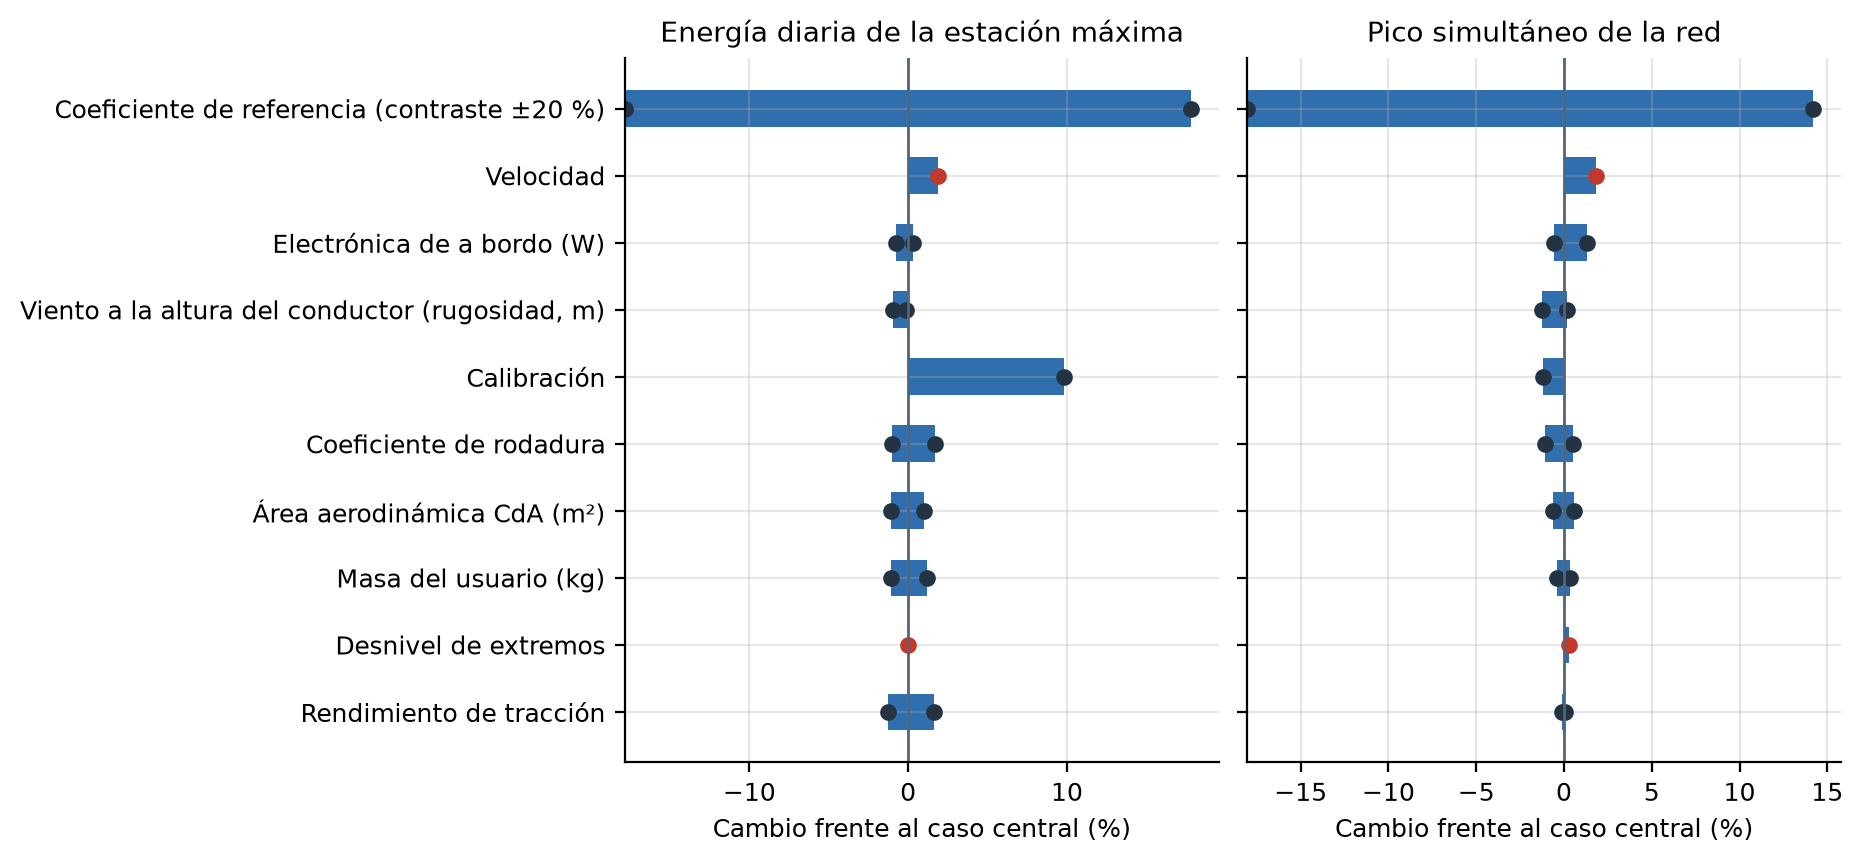 Energía diaria de la estación máxima
Pico simultáneo de la red
Coeficiente de referencia (contraste ±20 %)
Velocidad
Electrónica de a bordo (W)
Viento a la altura del conductor (rugosidad, m)
Calibración
Coeficiente de rodadura
Área aerodinámica CdA (m²)
Masa del usuario (kg)
Desnivel de extremos
Rendimiento de tracción
−10 0 10
−15 −10 −5 0 5 10 15
Cambio frente al caso central (%)
Cambio frente al caso central (%)